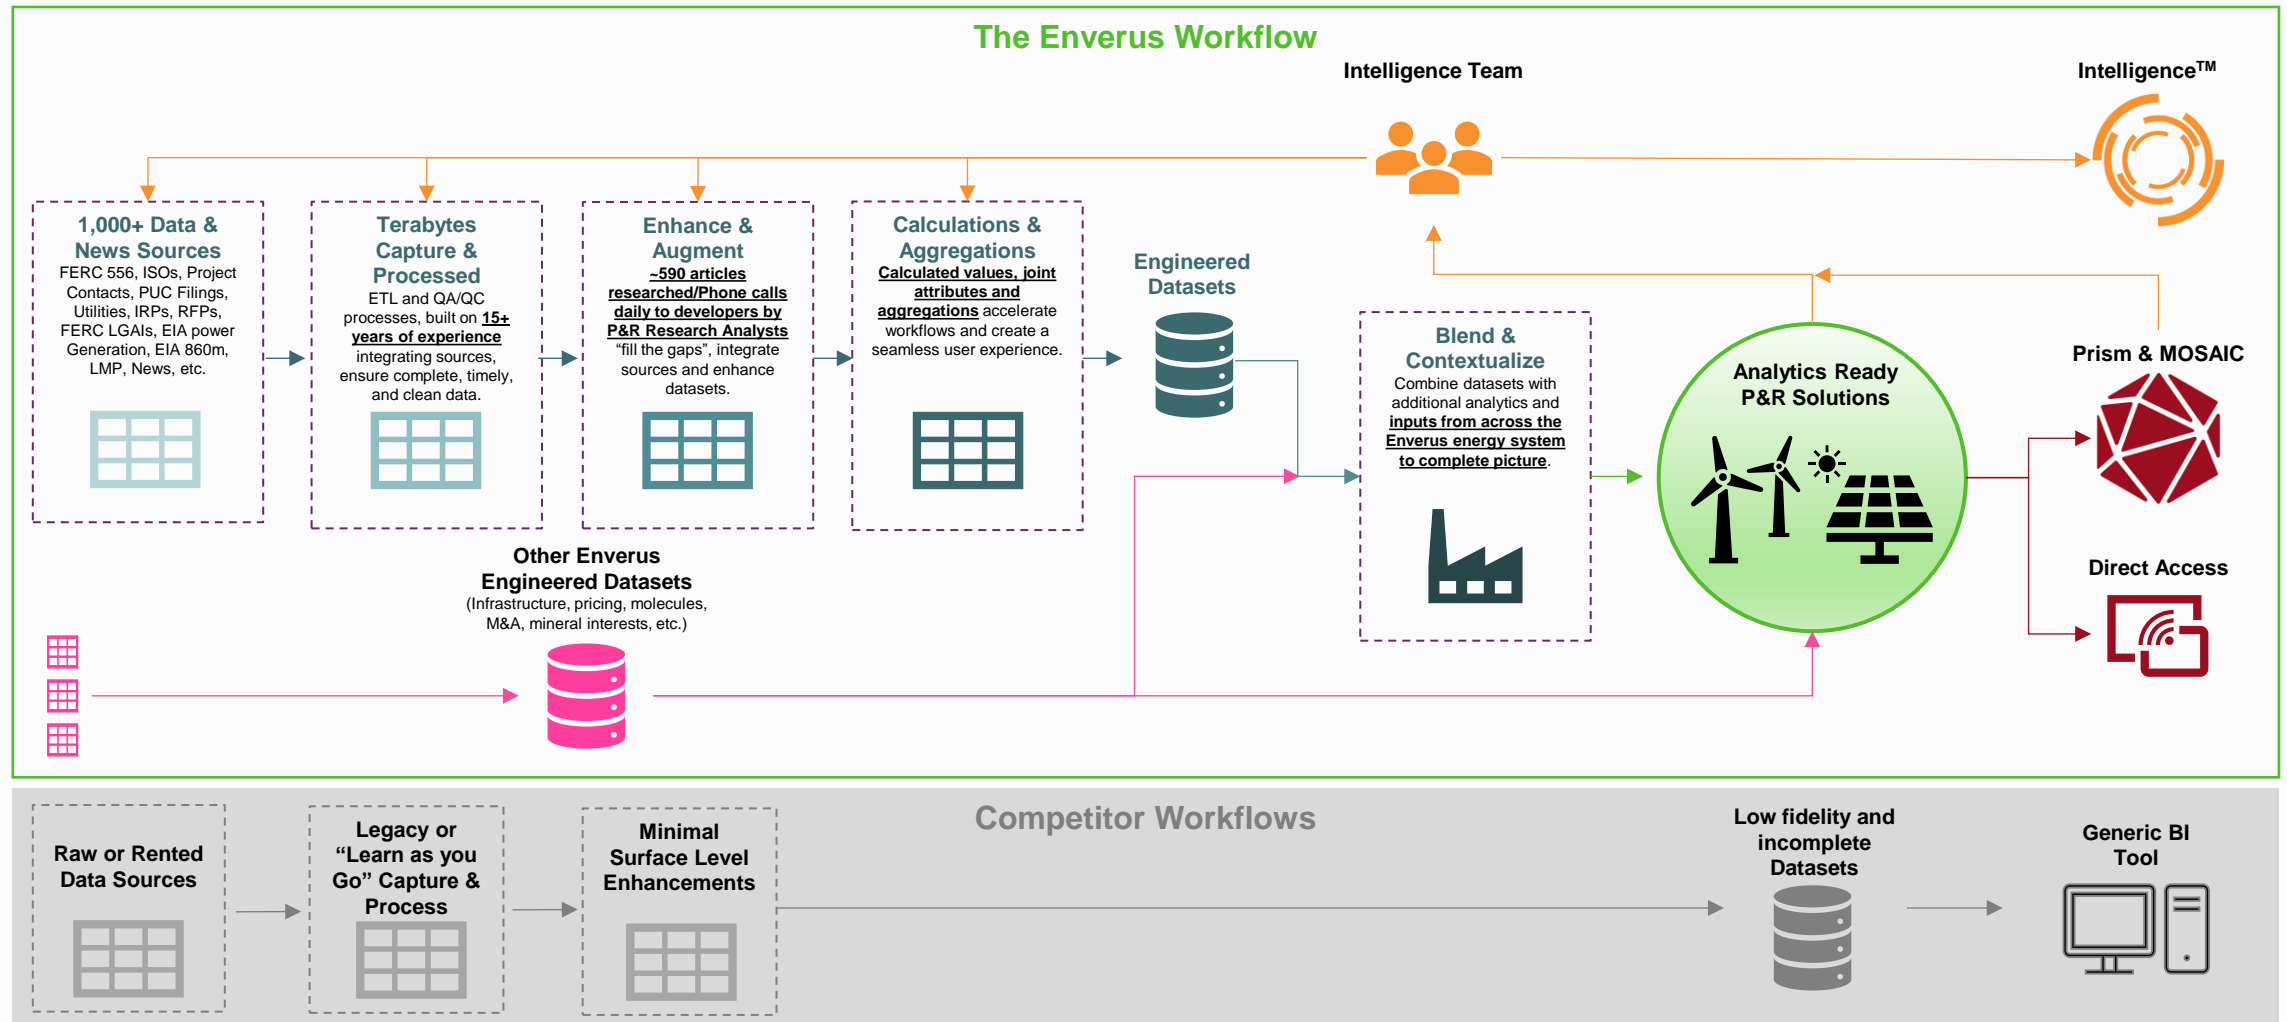 The Enverus Workflow
Intelligence Team
Intelligence™
1,000+ Data &
News Sources
FERC 556, ISOs, Project
Contacts, PUC Filings,
Utilities, IRPs, RFPs,
FERC LGAIs, EIA power
Generation, EIA 860m,
LMP, News, etc.
Terabytes
Capture &
Processed
ETL and QA/QC
processes, built on 15+
years of experience
integrating sources,
ensure complete, timely,
and clean data.
Enhance &
Augment
~590 articles
researched/Phone calls
daily to developers by
P&R Research Analysts
“fill the gaps”, integrate
sources and enhance
datasets.
Calculations &
Aggregations
Calculated values, joint
attributes and
aggregations accelerate
workflows and create a
seamless user experience.
Engineered
Datasets
Blend &
Contextualize
Combine datasets with
additional analytics and
inputs from across the
Enverus energy system
to complete picture.
Analytics Ready
P&R Solutions
Prism & MOSAIC
Direct Access
Other Enverus
Engineered Datasets
(Infrastructure, pricing, molecules,
M&A, mineral interests, etc.)
Competitor Workflows
Raw or Rented
Data Sources
Legacy or
“Learn as you
Go” Capture &
Process
Minimal
Surface Level
Enhancements
Low fidelity and
incomplete
Datasets
Generic BI
Tool